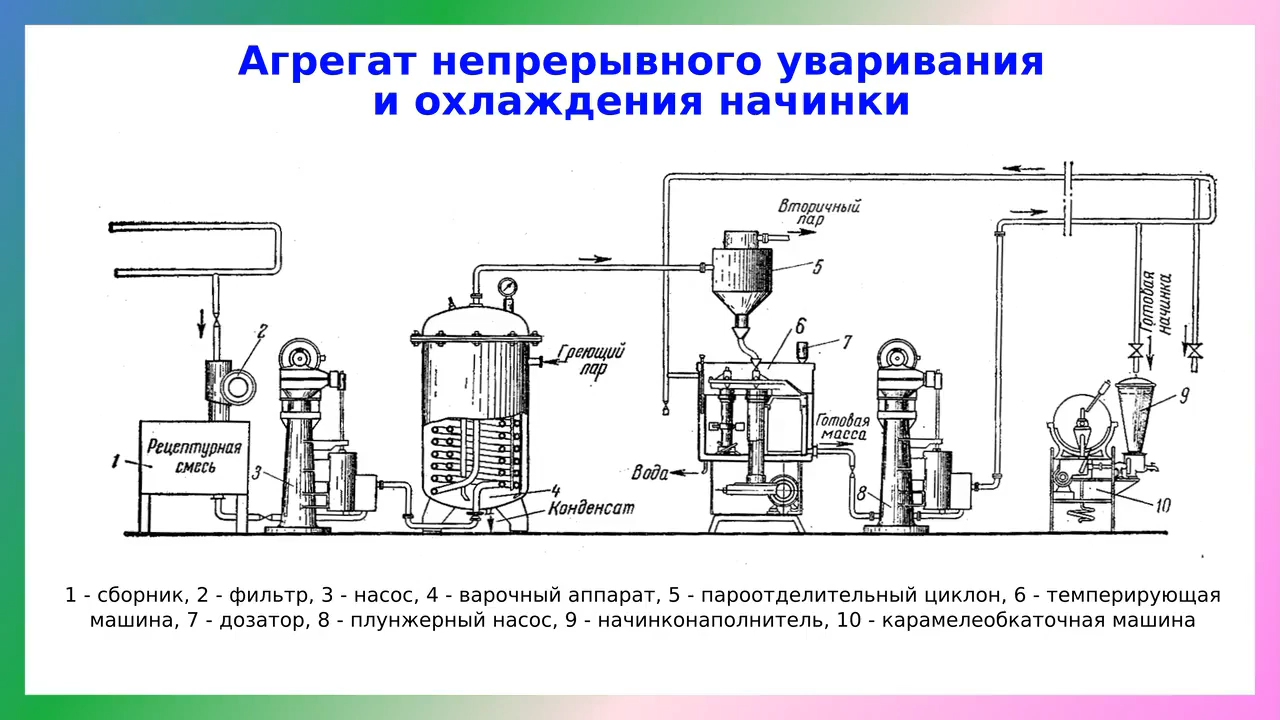 Агрегат непрерывного уваривания
и охлаждения начинки
Вторичный
пар
5
6
7
2
Греющий
пар
Готовая
начинка
9
Рецептурная
смесь
1
3
4
Конденсат
Вода
Готовая
масса
8
10
1 - сборник, 2 - фильтр, 3 - насос, 4 - варочный аппарат, 5 - пароотделительный циклон, 6 - темперирующая
машина, 7 - дозатор, 8 - плунжерный насос, 9 - начинконаполнитель, 10 - карамелеобкаточная машина